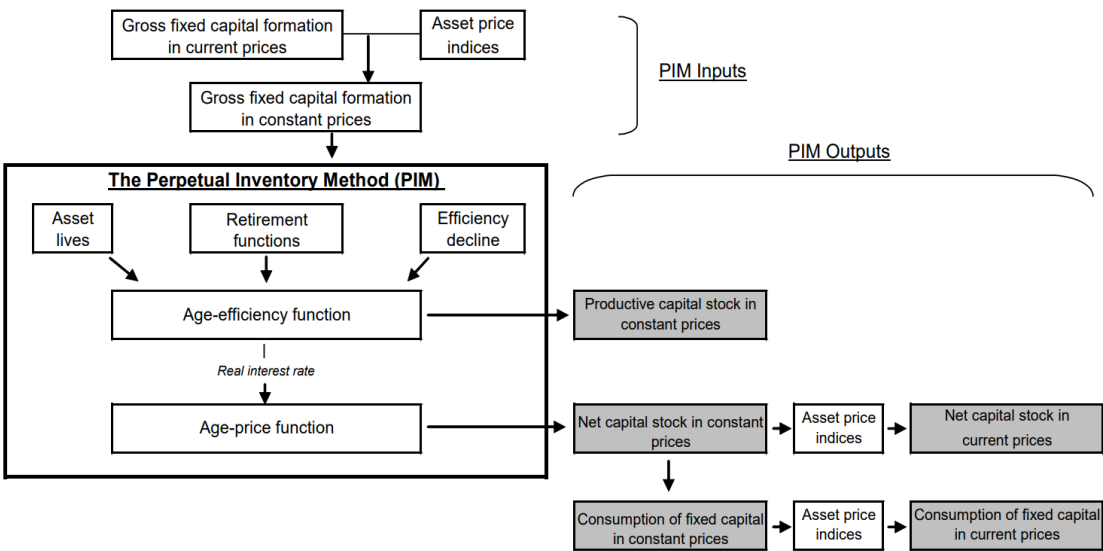 Gross fixed capital formation
in current prices
Asset price
indices
PIM Inputs
Gross fixed capital formation
in constant prices
PIM Outputs
The Perpetual Inventory Method (PIM)
Asset
lives
Retirement
functions
Efficiency
decline
Age-efficiency function
Productive capital stock in
constant prices
Real interest rate
Age-price function
Net capital stock in constant
prices
Asset price
indices
Net capital stock in
current prices
Consumption of fixed capital
in constant prices
Asset price
indices
Consumption of fixed capital
in current prices